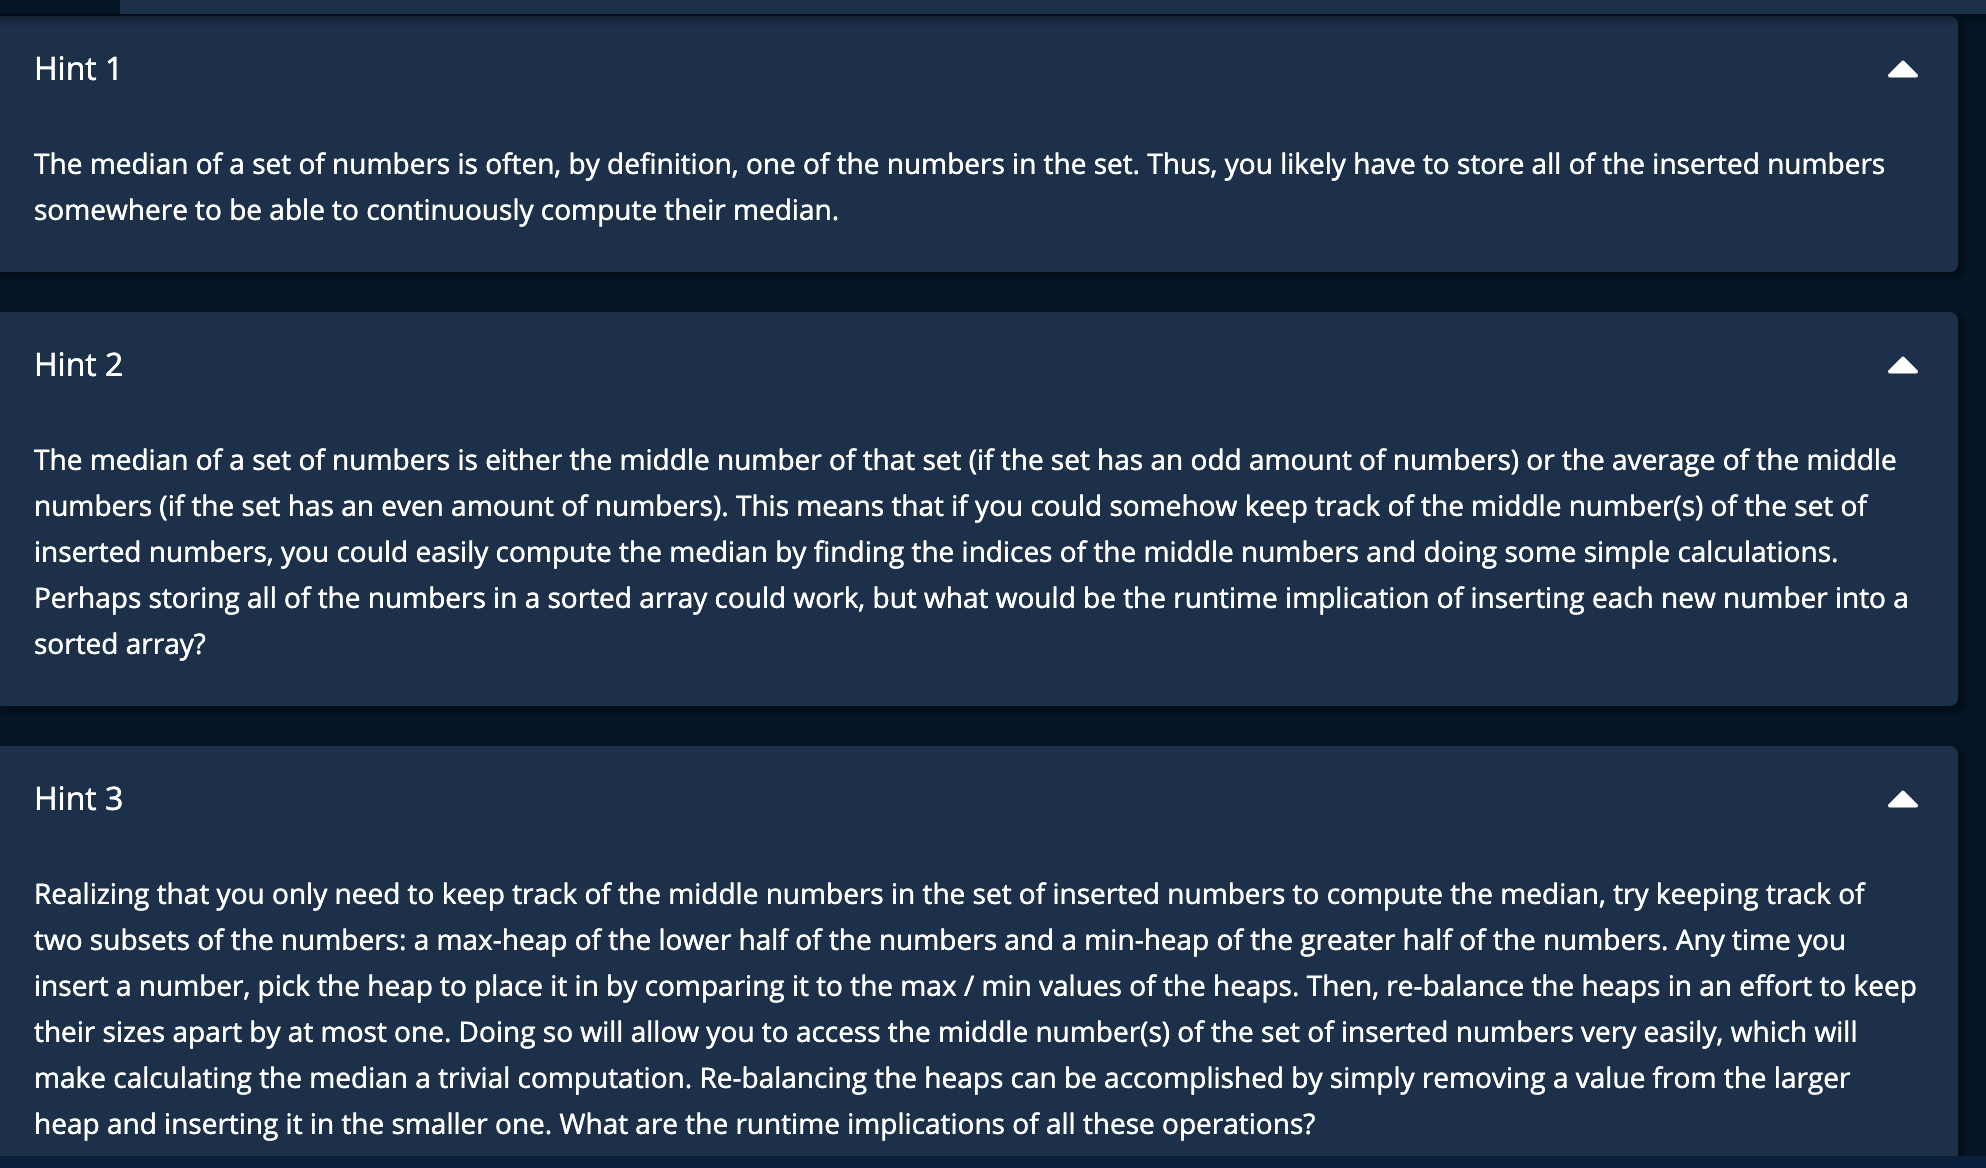 Hint 1
The median of a set of numbers is often, by definition, one of the numbers in the set. Thus, you likely have to store all of the inserted numbers
somewhere to be able to continuously compute their median.
Hint 2
The median of a set of numbers is either the middle number of that set (if the set has an odd amount of numbers) or the average of the middle
numbers (if the set has an even amount of numbers). This means that if you could somehow keep track of the middle number(s) of the set of
inserted numbers, you could easily compute the median by finding the indices of the middle numbers and doing some simple calculations.
Perhaps storing all of the numbers in a sorted array could work, but what would be the runtime implication of inserting each new number into a
sorted array?
Hint 3
Realizing that you only need to keep track of the middle numbers in the set of inserted numbers to compute the median, try keeping track of
two subsets of the numbers: a max-heap of the lower half of the numbers and a min-heap of the greater half of the numbers. Any time you
insert a number, pick the heap to place it in by comparing it to the max / min values of the heaps. Then, re-balance the heaps in an effort to keep
their sizes apart by at most one. Doing so will allow you to access the middle number(s) of the set of inserted numbers very easily, which will
make calculating the median a trivial computation. Re-balancing the heaps can be accomplished by simply removing a value from the larger
heap and inserting it in the smaller one. What are the runtime implications of all these operations?